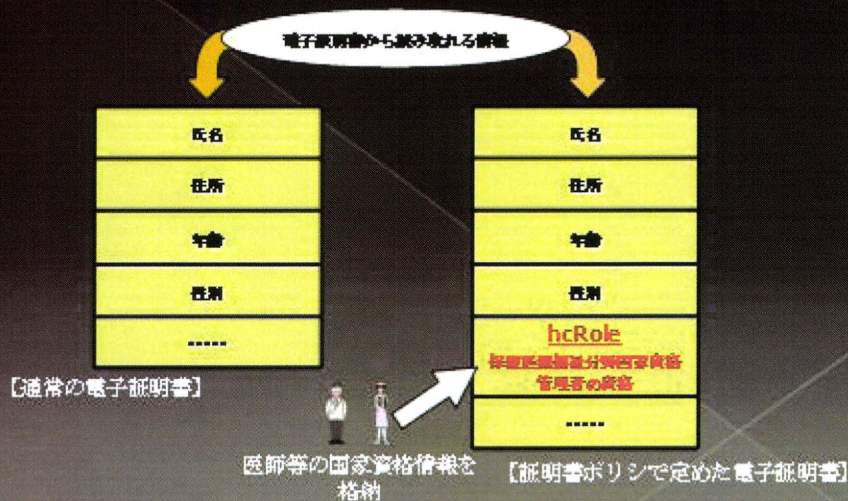 電子証明書から読み取れる情報
氏名
住所
年齢
性別
.....
【通常の電子証明書】
氏名
住所
年齢
性別
hcRole
保健医療福祉分野国家資格
管理者の資格
.....
医師等の国家資格情報を
格納
【証明書ポリシで定めた電子証明書】